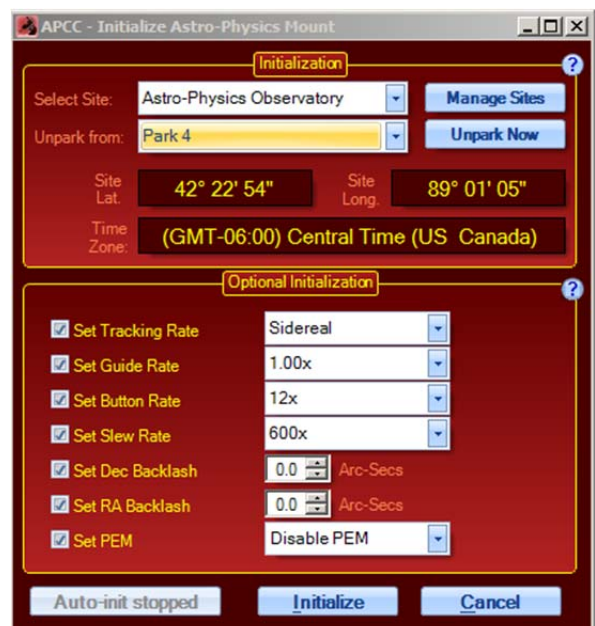 APCC - Initialize Astro-Physics Mount
Initialization
?
Select Site: Astro-Physics Observatory Manage Sites
Unpark from: Park 4 Unpark Now
Site Lat. 42° 22' 54" Site Long. 89° 01' 05"
Time Zone: (GMT-06:00) Central Time (US Canada)
Optional Initialization
?
Set Tracking Rate Sidereal
Set Guide Rate 1.00x
Set Button Rate 12x
Set Slew Rate 600x
Set Dec Backlash 0.0 Arc-Secs
Set RA Backlash 0.0 Arc-Secs
Set PEM Disable PEM
Auto-init stopped Initialize Cancel